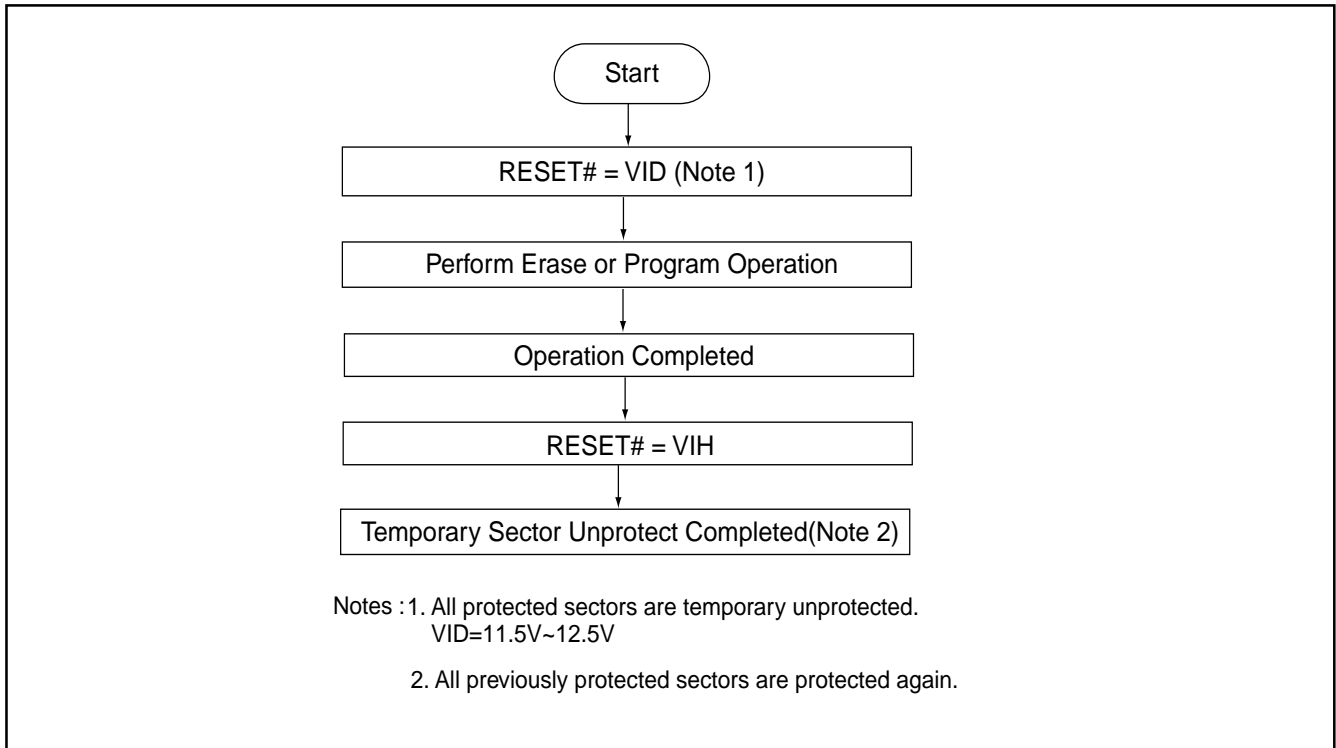 Start
RESET# = VID (Note 1)
Perform Erase or Program Operation
Operation Completed
RESET# = VIH
Temporary Sector Unprotect Completed(Note 2)
Notes : 1. All protected sectors are temporary unprotected.
VID=11.5V~12.5V
2. All previously protected sectors are protected again.